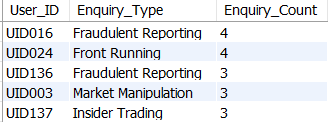 User_ID Enquiry_Type Enquiry_Count
UID016 Fraudulent Reporting 4
UID024 Front Running 4
UID136 Fraudulent Reporting 3
UID003 Market Manipulation 3
UID137 Insider Trading 3